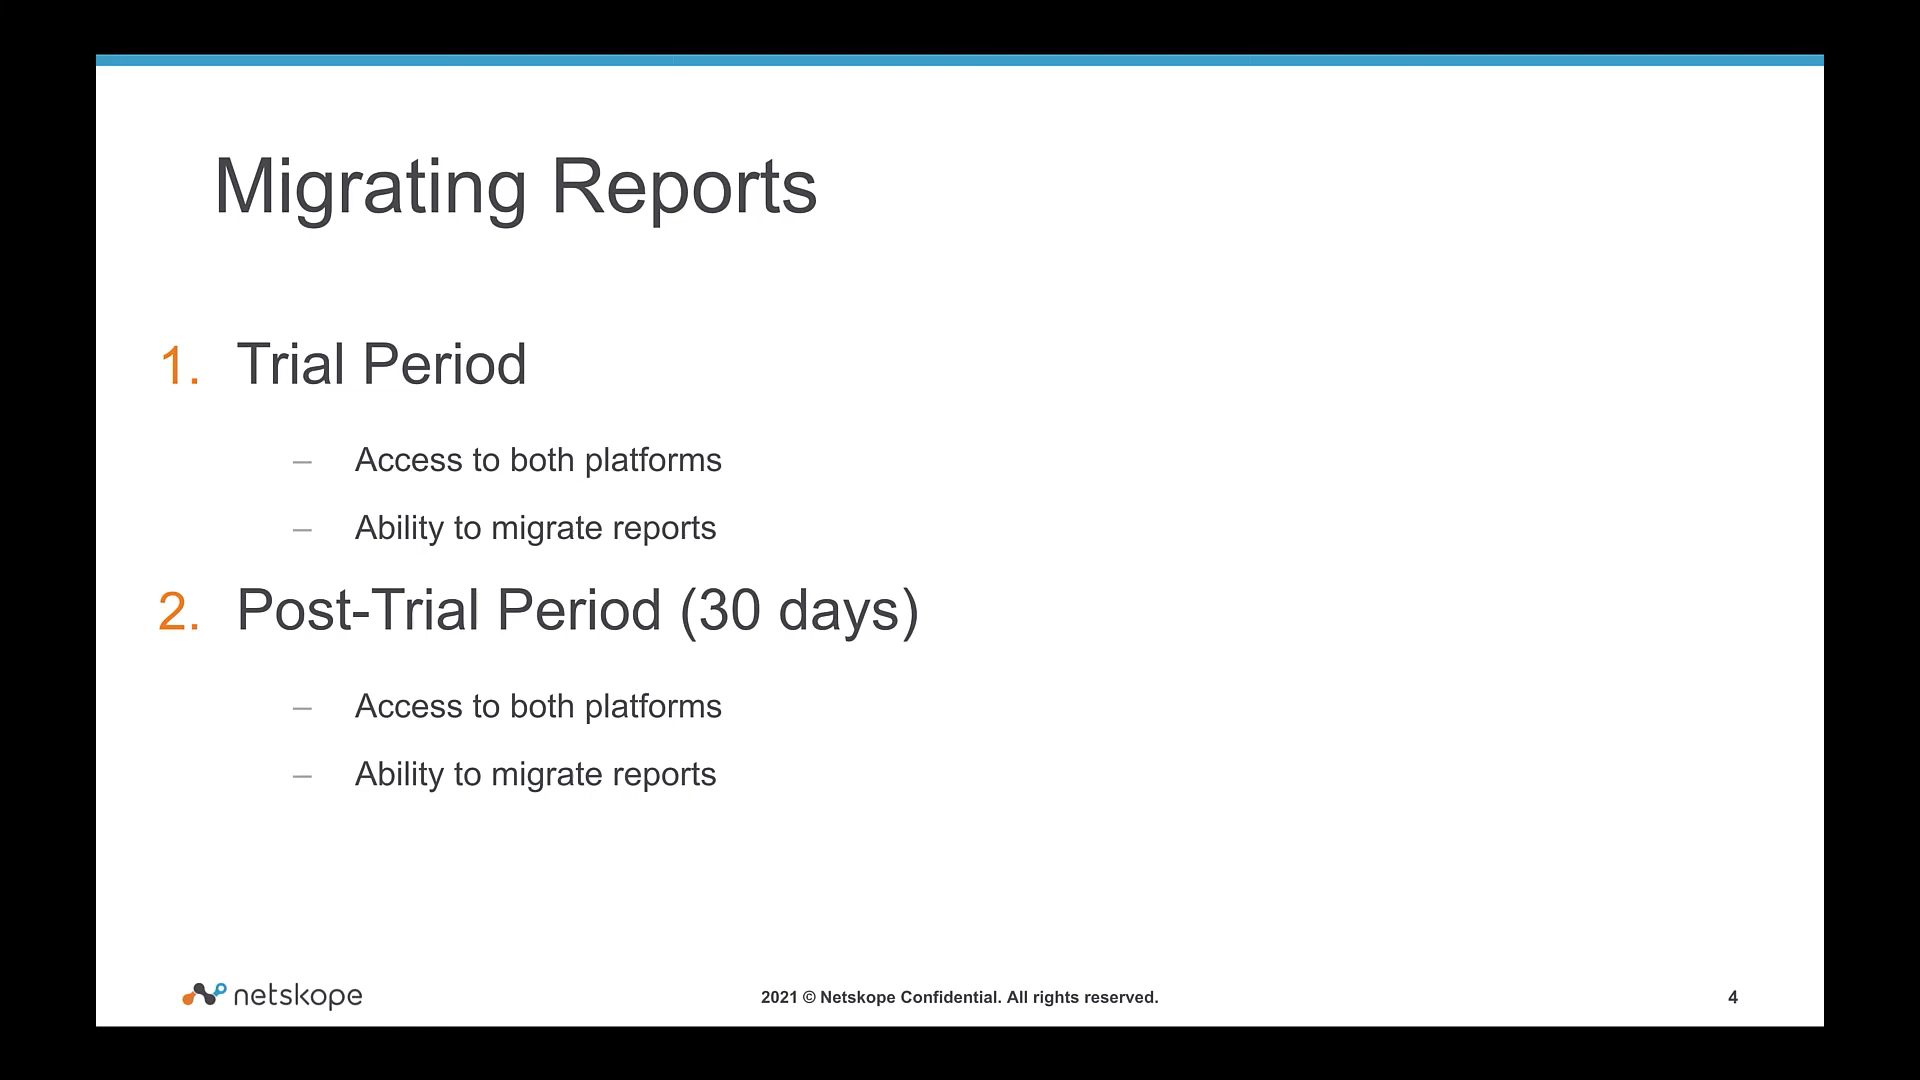 Migrating Reports
1. Trial Period
– Access to both platforms
– Ability to migrate reports
2. Post-Trial Period (30 days)
– Access to both platforms
– Ability to migrate reports
netskope
2021 © Netskope Confidential. All rights reserved.
4